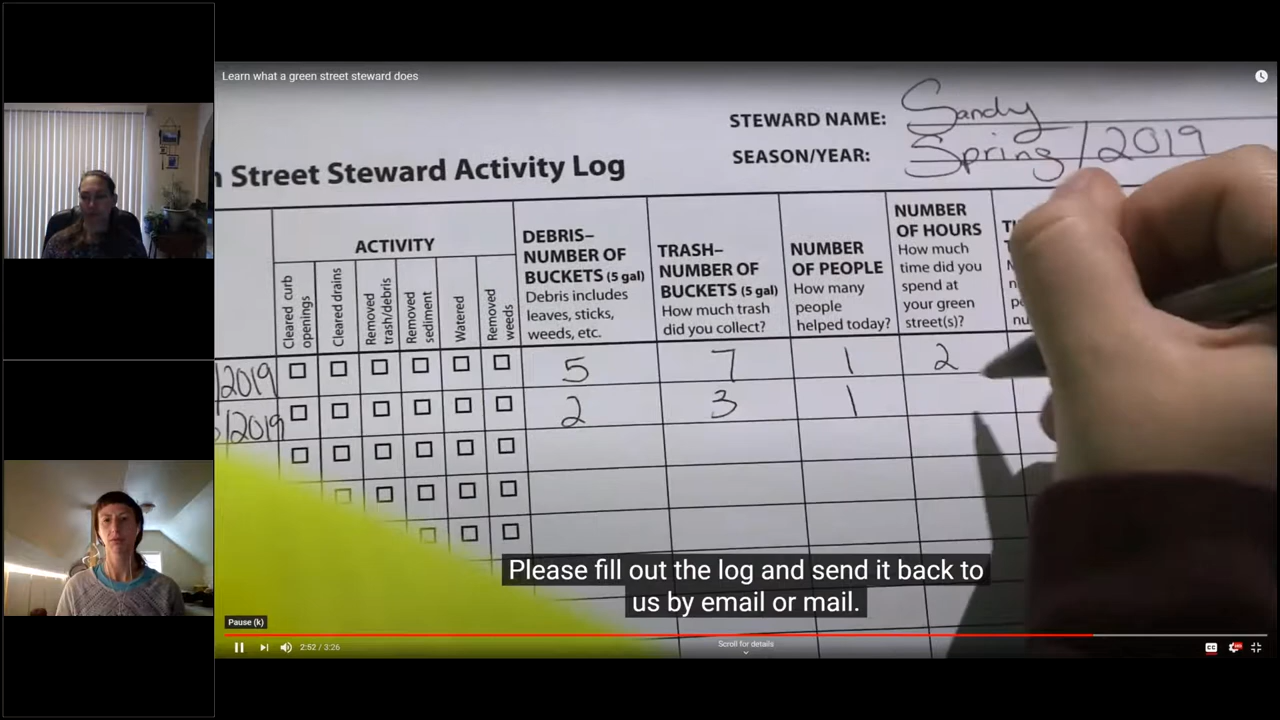 Learn what a green street steward does
STEWARD NAME: Sandy
SEASON/YEAR: Spring/2019
Street Steward Activity Log
ACTIVITY
Cleared curb openings
Cleared drains
Removed trash/debris
Removed sediment
Watered
Removed weeds
DEBRIS–
NUMBER OF
BUCKETS (5 gal)
Debris includes
leaves, sticks,
weeds, etc.
TRASH–
NUMBER OF
BUCKETS (5 gal)
How much trash
did you collect?
NUMBER
OF PEOPLE
How many
people
helped today?
NUMBER
OF HOURS
How much
time did you
spend at
your green
street(s)?
/2019 5 7 1 2
/2019 2 3 1
Please fill out the log and send it back to
us by email or mail.
Pause (k)
2:52 / 3:26
Scroll for details
CC